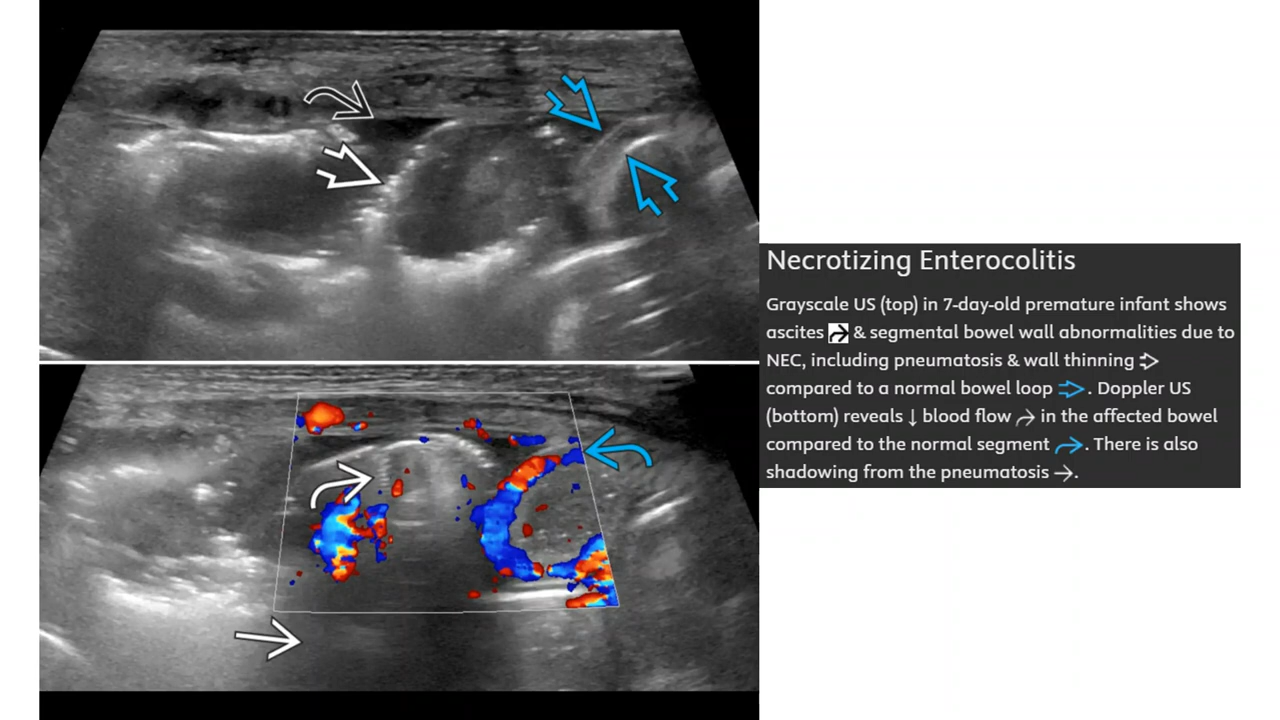 Necrotizing Enterocolitis
Grayscale US (top) in 7-day-old premature infant shows
ascites & segmental bowel wall abnormalities due to
NEC, including pneumatosis & wall thinning
compared to a normal bowel loop . Doppler US
(bottom) reveals ↓ blood flow in the affected bowel
compared to the normal segment . There is also
shadowing from the pneumatosis →.